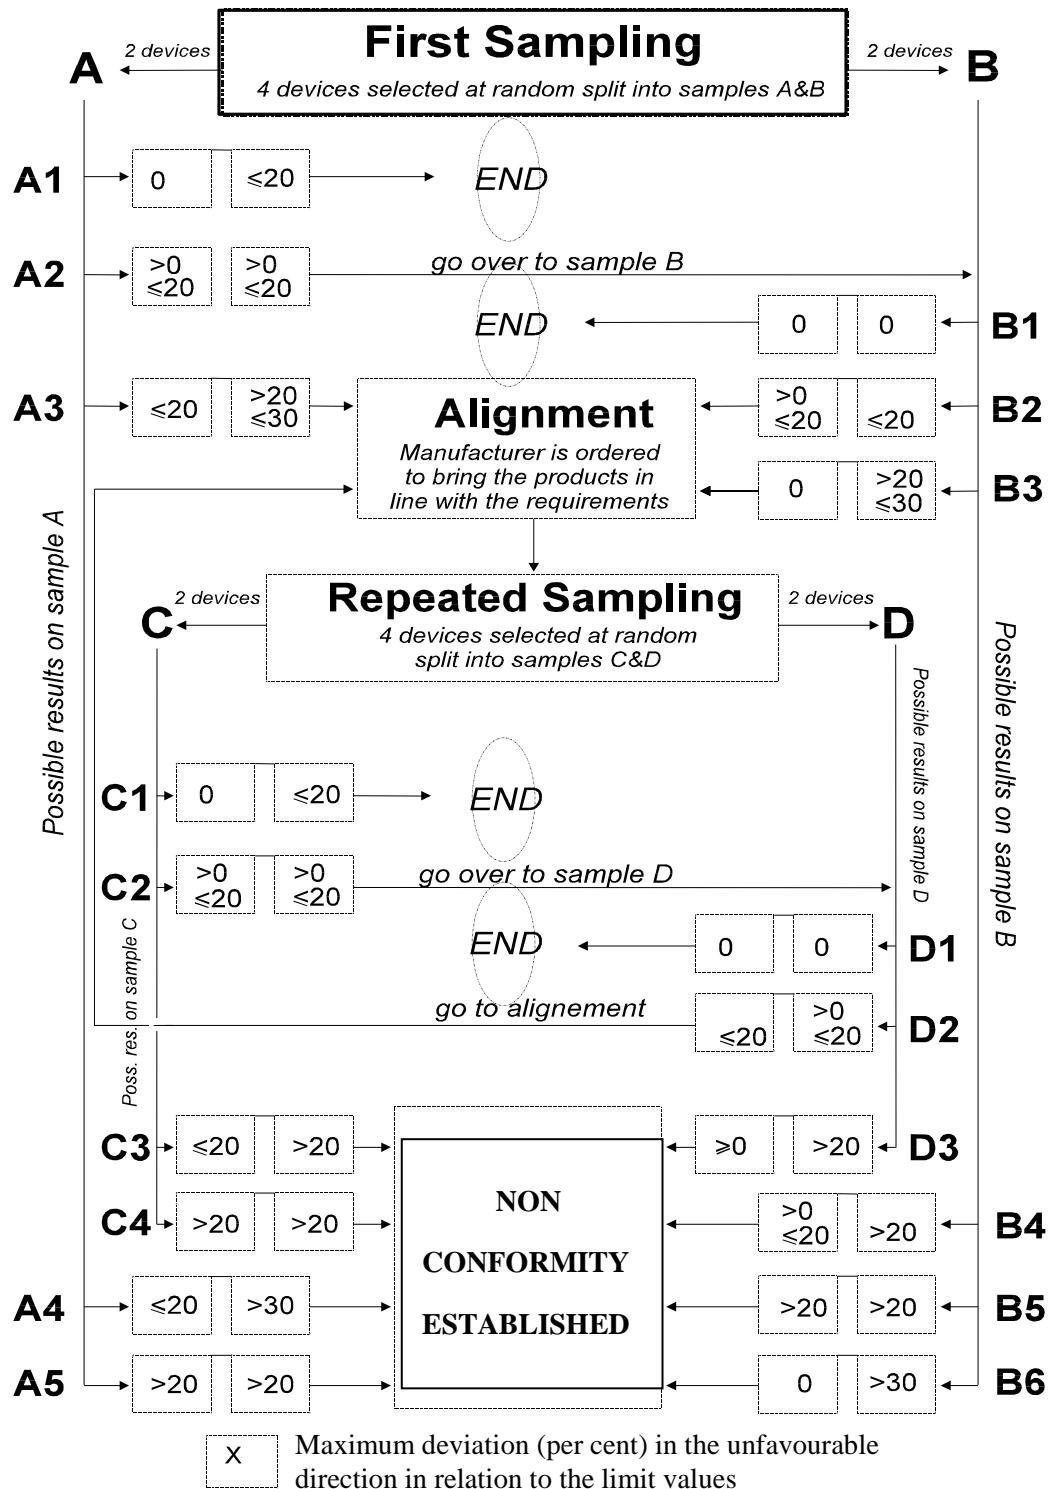 First Sampling
4 devices selected at random split into samples A&B
A
2 devices
2 devices
B
A1
0
⩽20
END
A2
>0
⩽20
>0
⩽20
go over to sample B
END
0
0
B1
A3
⩽20
>20
⩽30
Alignment
Manufacturer is ordered
to bring the products in
line with the requirements
>0
⩽20
⩽20
B2
0
>20
⩽30
B3
Possible results on sample A
Possible results on sample B
C
2 devices
Repeated Sampling
4 devices selected at random
split into samples C&D
2 devices
D
Possible results on sample D
C1
0
⩽20
END
C2
>0
⩽20
>0
⩽20
go over to sample D
Poss. res. on sample C
END
0
0
D1
go to alignement
⩽20
>0
⩽20
D2
C3
⩽20
>20
⩾0
>20
D3
NON
CONFORMITY
ESTABLISHED
C4
>20
>20
>0
⩽20
>20
B4
A4
⩽20
>30
>20
>20
B5
A5
>20
>20
0
>30
B6
X
Maximum deviation (per cent) in the unfavourable
direction in relation to the limit values